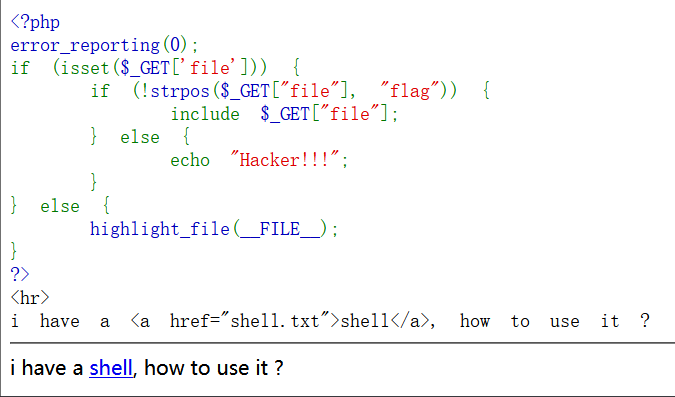 <?php
error_reporting(0);
if (isset($_GET['file'])) {
if (!strpos($_GET["file"], "flag")) {
include $_GET["file"];
} else {
echo "Hacker!!!";
}
} else {
highlight_file(__FILE__);
}
?>
<hr>
i have a <a href="shell.txt">shell</a>, how to use it ?
i have a shell, how to use it ?